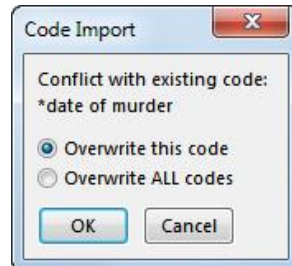 Code Import
Conflict with existing code:
*date of murder
Overwrite this code
Overwrite ALL codes
OK
Cancel